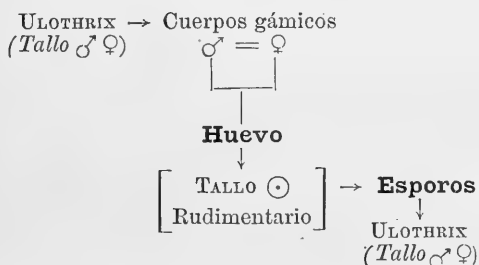 ULOTHRIX → Cuerpos gámicos
(Tallo ♂ ♀) ♂ = ♀
Huevo
TALLO ⊙ → Esporos
Rudimentario
ULOTHRIX
(Tallo ♂ ♀)